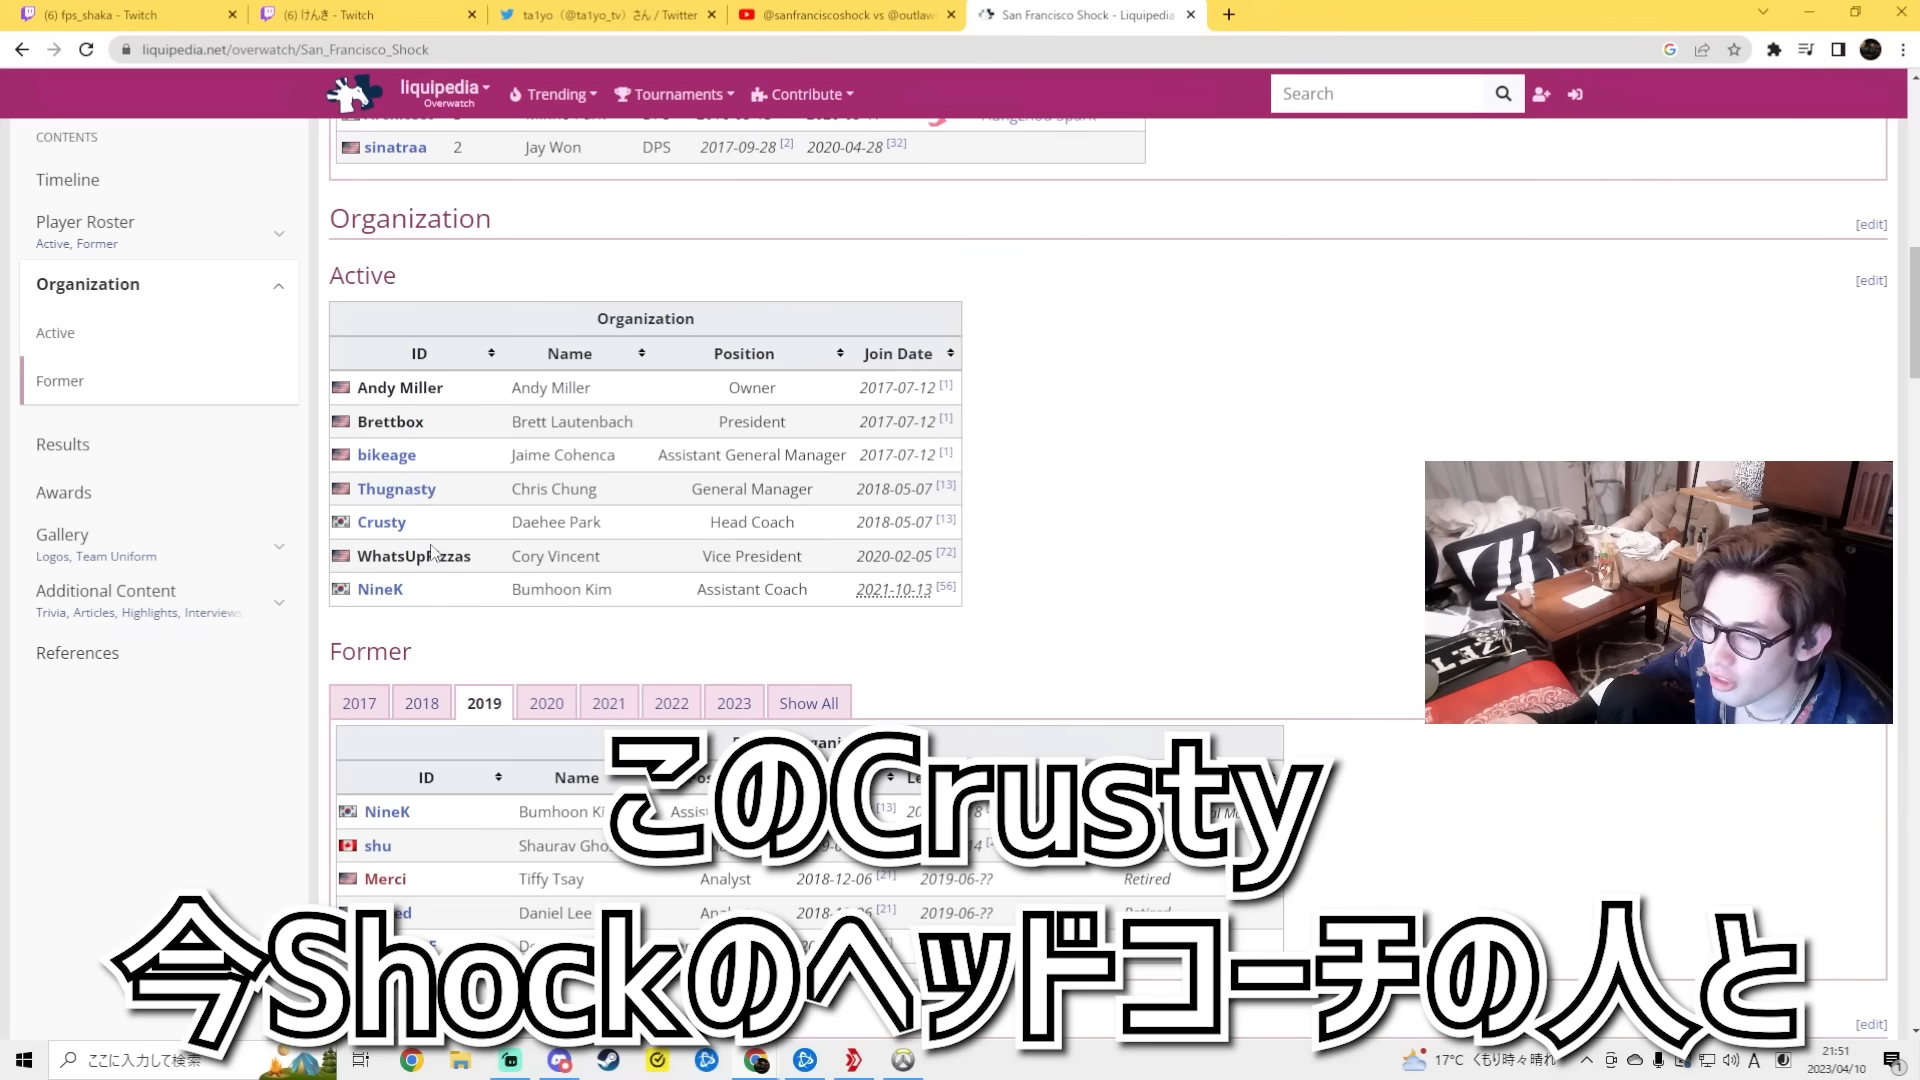 (6) fps_shaka - Twitch
(6) けんき - Twitch
ta1yo（@ta1yo_tv）さん / Twitter
@sanfranciscoshock vs @outlaw
San Francisco Shock - Liquipedia
liquipedia.net/overwatch/San_Francisco_Shock
liquipedia
Overwatch
Trending
Tournaments
Contribute
Search
CONTENTS
Timeline
Player Roster
Active, Former
Organization
Active
Former
Results
Awards
Gallery
Logos, Team Uniform
Additional Content
Trivia, Articles, Highlights, Interviews
References
sinatraa 2 Jay Won DPS 2017-09-28 [2] 2020-04-28 [32]
Organization
[edit]
Active
[edit]
Organization
ID Name Position Join Date
Andy Miller Andy Miller Owner 2017-07-12 [1]
Brettbox Brett Lautenbach President 2017-07-12 [1]
bikeage Jaime Cohenca Assistant General Manager 2017-07-12 [1]
Thugnasty Chris Chung General Manager 2018-05-07 [13]
Crusty Daehee Park Head Coach 2018-05-07 [13]
Cory Vincent Vice President 2020-02-05 [72]
NineK Bumhoon Kim Assistant Coach 2021-10-13 [56]
Former
2017 2018 2019 2020 2021 2022 2023 Show All
ID Name
NineK Bumhoon [13]
shu Shaurav
Merci Tiffy Tsay Analyst 2018-12-06 [21] 2019-06-?? Retired
Daniel Lee [21] 2019-06-??
[edit]
このCrusty
今Shockのヘッドコーチの人と
ZET
ここに入力して検索
17°C くもり時々晴れ
A
21:51
2023/04/10